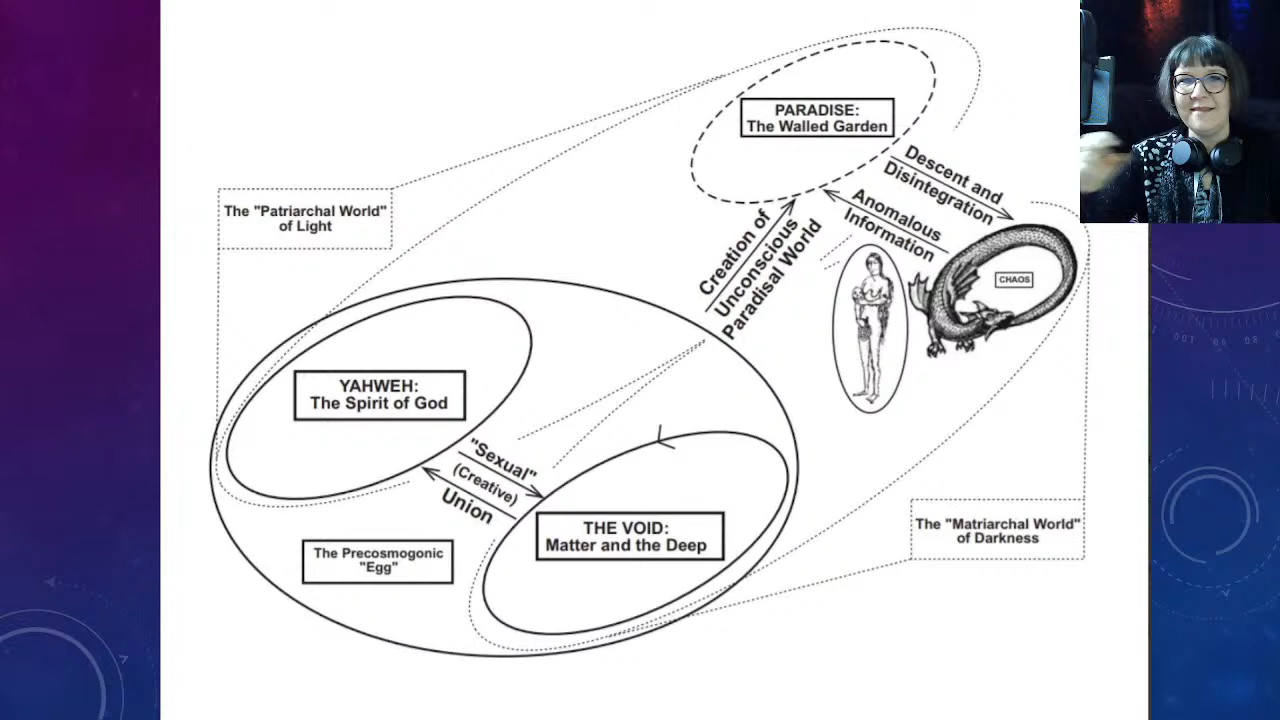 PARADISE:
The Walled Garden
Descent and
Disintegration
Anomalous
Information
CHAOS
Creation of
Unconscious
Paradisal World
The "Patriarchal World"
of Light
YAHWEH:
The Spirit of God
"Sexual"
(Creative)
Union
THE VOID:
Matter and the Deep
The Precosmogonic
"Egg"
The "Matriarchal World"
of Darkness